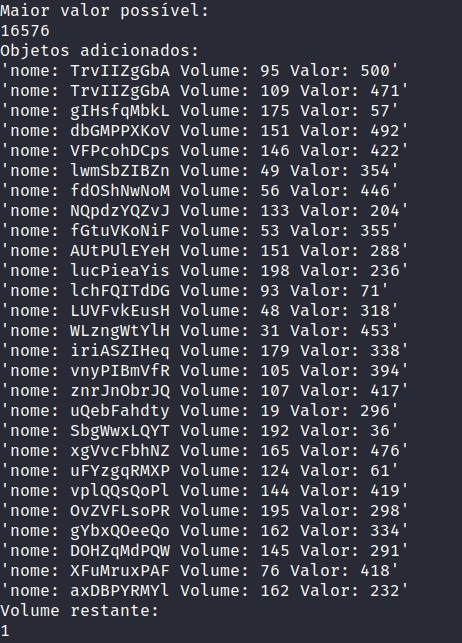 Maior valor possível:
16576
Objetos adicionados:
'nome: TrvIIZgGbA Volume: 95 Valor: 500'
'nome: TrvIIZgGbA Volume: 109 Valor: 471'
'nome: gIHsfqMbkL Volume: 175 Valor: 57'
'nome: dbGMPPXKoV Volume: 151 Valor: 492'
'nome: VFPcohDCps Volume: 146 Valor: 422'
'nome: lwmSbZIBZn Volume: 49 Valor: 354'
'nome: fdOShNwNoM Volume: 56 Valor: 446'
'nome: NQpdzYQZvJ Volume: 133 Valor: 204'
'nome: fGtuVKoNiF Volume: 53 Valor: 355'
'nome: AUtPUlEYeH Volume: 151 Valor: 288'
'nome: lucPieaYis Volume: 198 Valor: 236'
'nome: lchFQITdDG Volume: 93 Valor: 71'
'nome: LUVFvkEusH Volume: 48 Valor: 318'
'nome: WLzngWtYlH Volume: 31 Valor: 453'
'nome: iriASZIHeq Volume: 179 Valor: 338'
'nome: vnyPIBmVfR Volume: 105 Valor: 394'
'nome: znrJnObrJQ Volume: 107 Valor: 417'
'nome: uQebFahdty Volume: 19 Valor: 296'
'nome: SbgWwxLQYT Volume: 192 Valor: 36'
'nome: xgVvcFbhNZ Volume: 165 Valor: 476'
'nome: uFYzgqRMXP Volume: 124 Valor: 61'
'nome: vplQQsQoPl Volume: 144 Valor: 419'
'nome: OvZVFLsoPR Volume: 195 Valor: 298'
'nome: gYbxQOeeQo Volume: 162 Valor: 334'
'nome: DOHZqMdPQW Volume: 145 Valor: 291'
'nome: XFuMruxPAF Volume: 76 Valor: 418'
'nome: axDBPYRMYl Volume: 162 Valor: 232'
Volume restante:
1